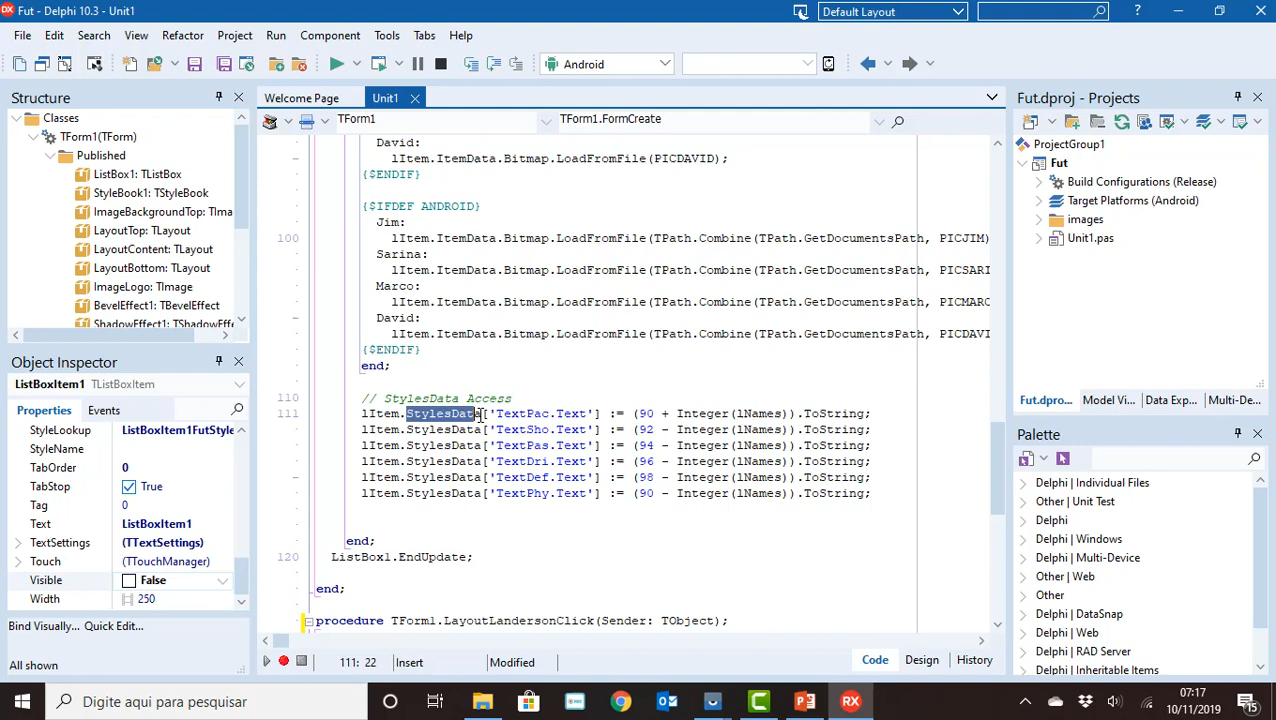 Fut - Delphi 10.3 - Unit1
Default Layout
?
File Edit Search View Refactor Project Run Component Tools Tabs Help
Android
Structure
Classes
TForm1(TForm)
Published
ListBox1: TListBox
StyleBook1: TStyleBook
ImageBackgroundTop: TIma
LayoutTop: TLayout
LayoutContent: TLayout
LayoutBottom: TLayout
ImageLogo: TImage
BevelEffect1: TBevelEffect
ShadowEffect1: TShadowEffect
Object Inspector
ListBoxItem1 TListBoxItem
Properties Events
StyleLookup ListBoxItem1FutStyle
StyleName
TabOrder 0
TabStop True
Tag 0
Text ListBoxItem1
TextSettings (TTextSettings)
Touch (TTouchManager)
Visible False
Width 250
Bind Visually... Quick Edit...
All shown
Welcome Page Unit1
TForm1 TForm1.FormCreate
David:
lItem.ItemData.Bitmap.LoadFromFile(PICDAVID);
{$ENDIF}
{$IFDEF ANDROID}
Jim:
100 lItem.ItemData.Bitmap.LoadFromFile(TPath.Combine(TPath.GetDocumentsPath, PICJIM)
Sarina:
lItem.ItemData.Bitmap.LoadFromFile(TPath.Combine(TPath.GetDocumentsPath, PICSARI
Marco:
lItem.ItemData.Bitmap.LoadFromFile(TPath.Combine(TPath.GetDocumentsPath, PICMARC
David:
lItem.ItemData.Bitmap.LoadFromFile(TPath.Combine(TPath.GetDocumentsPath, PICDAVI
{$ENDIF}
end;
110 // StylesData Access
111 lItem.StylesData['TextPac.Text'] := (90 + Integer(lNames)).ToString;
lItem.StylesData['TextSho.Text'] := (92 - Integer(lNames)).ToString;
lItem.StylesData['TextPas.Text'] := (94 - Integer(lNames)).ToString;
lItem.StylesData['TextDri.Text'] := (96 - Integer(lNames)).ToString;
lItem.StylesData['TextDef.Text'] := (98 - Integer(lNames)).ToString;
lItem.StylesData['TextPhy.Text'] := (90 - Integer(lNames)).ToString;
end;
120 ListBox1.EndUpdate;
end;
procedure TForm1.LayoutLandersonClick(Sender: TObject);
111: 22 Insert Modified Code Design History
Fut.dproj - Projects
ProjectGroup1
Fut
Build Configurations (Release)
Target Platforms (Android)
images
Unit1.pas
Fut.dpro... Model Vi... Data Exp... Multi-De...
Palette
Delphi | Individual Files
Other | Unit Test
Delphi
Delphi | Windows
Delphi | Multi-Device
Other | Web
Other
Delphi | DataSnap
Delphi | Web
Delphi | RAD Server
Delphi | Inheritable Items
Digite aqui para pesquisar
07:17
10/11/2019
15